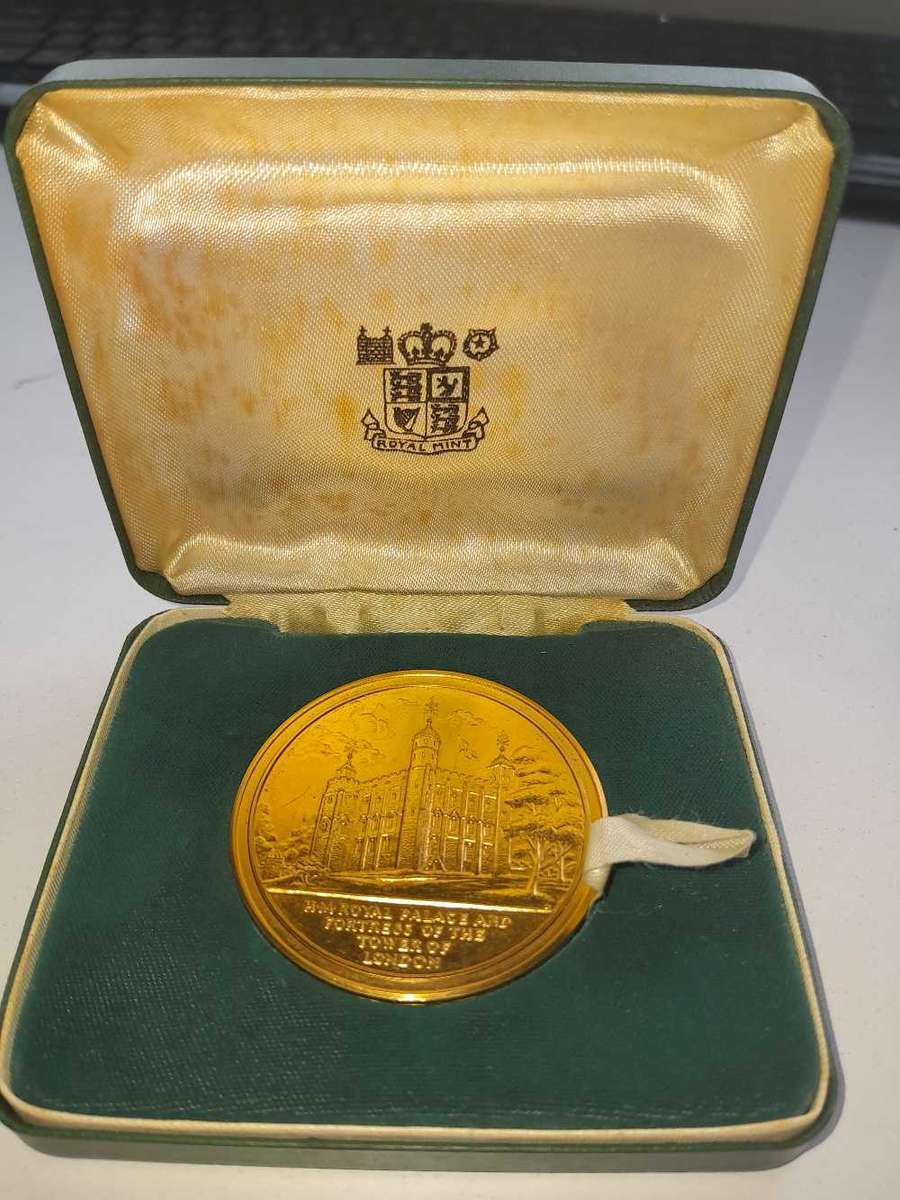 ROYAL MINT
H·M·ROYAL PALACE AND
FORTRESS OF THE
TOWER OF
LONDON